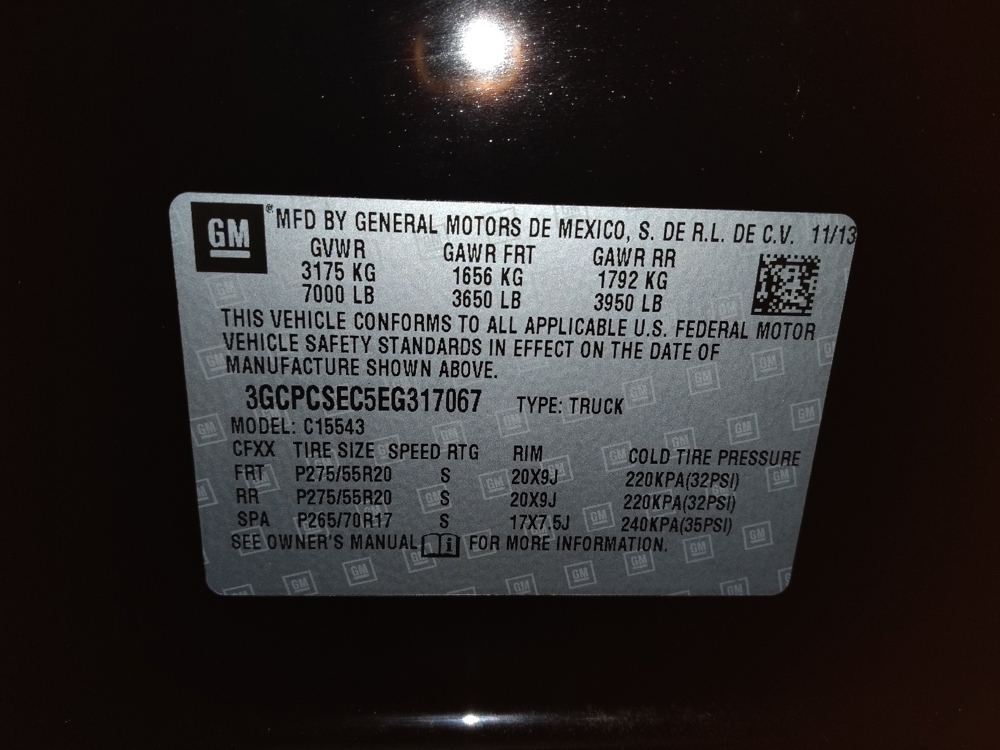 GM® MFD BY GENERAL MOTORS DE MEXICO, S. DE R.L. DE C.V. 11/13
GVWR GAWR FRT GAWR RR
3175 KG 1656 KG 1792 KG
7000 LB 3650 LB 3950 LB
THIS VEHICLE CONFORMS TO ALL APPLICABLE U.S. FEDERAL MOTOR
VEHICLE SAFETY STANDARDS IN EFFECT ON THE DATE OF
MANUFACTURE SHOWN ABOVE.
3GCPCSEC5EG317067 TYPE: TRUCK
MODEL: C15543
CFXX TIRE SIZE SPEED RTG RIM COLD TIRE PRESSURE
FRT P275/55R20 S 20X9J 220KPA(32PSI)
RR P275/55R20 S 20X9J 220KPA(32PSI)
SPA P265/70R17 S 17X7.5J 240KPA(35PSI)
SEE OWNER'S MANUAL i FOR MORE INFORMATION.